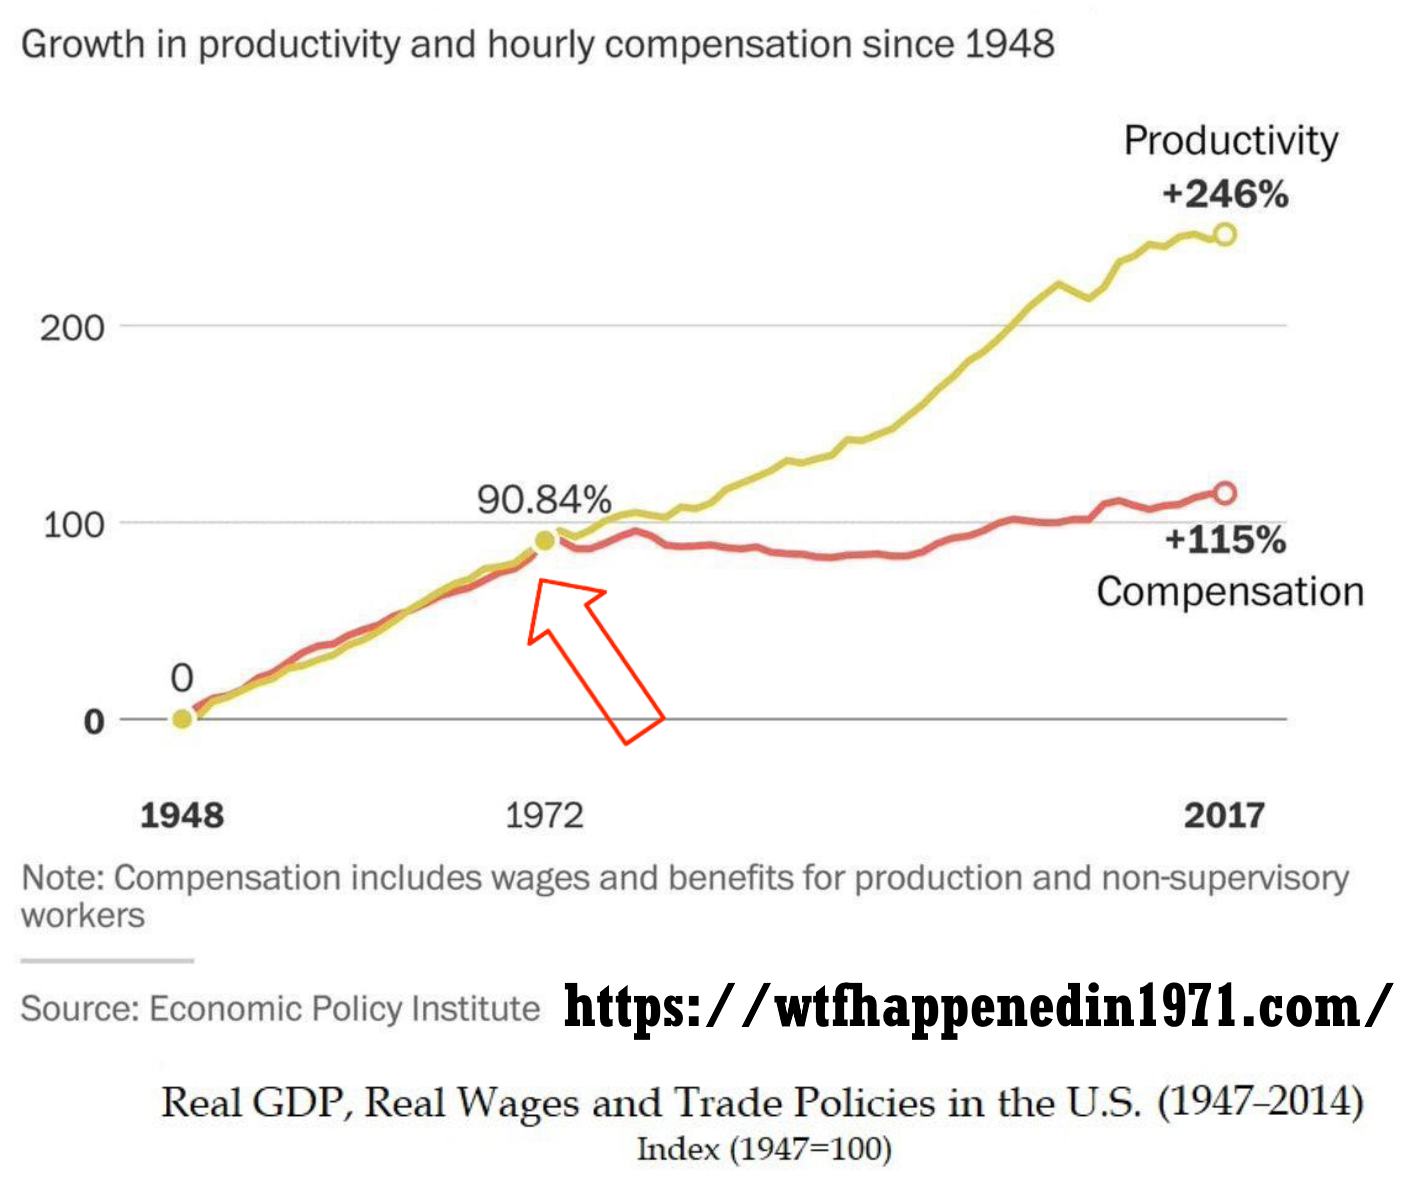 Growth in productivity and hourly compensation since 1948
Productivity
+246%
200
90.84%
100
+115%
Compensation
0
0
1948 1972 2017
Note: Compensation includes wages and benefits for production and non-supervisory
workers
Source: Economic Policy Institute https://wtfhappenedin1971.com/
Real GDP, Real Wages and Trade Policies in the U.S. (1947–2014)
Index (1947=100)